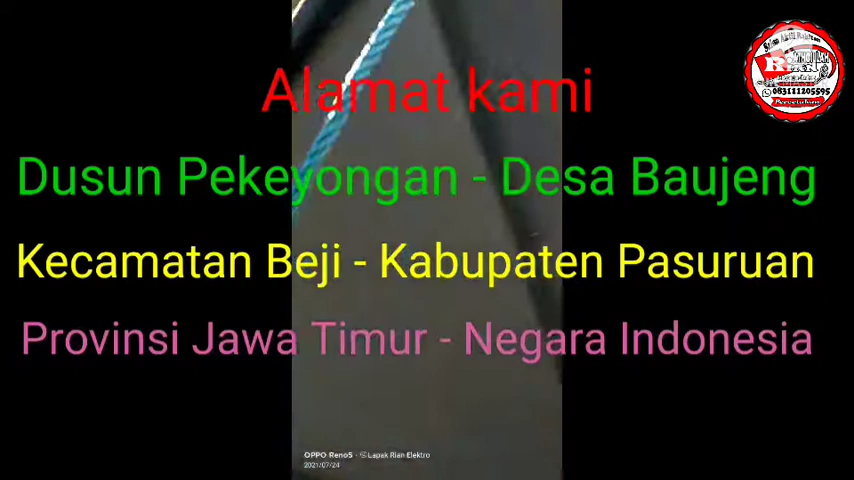 Alamat kami
Dusun Pekeyongan - Desa Baujeng
Kecamatan Beji - Kabupaten Pasuruan
Provinsi Jawa Timur - Negara Indonesia
083111205595
OPPO Reno5 · ©Lapak Rian Elektro
2021/07/24